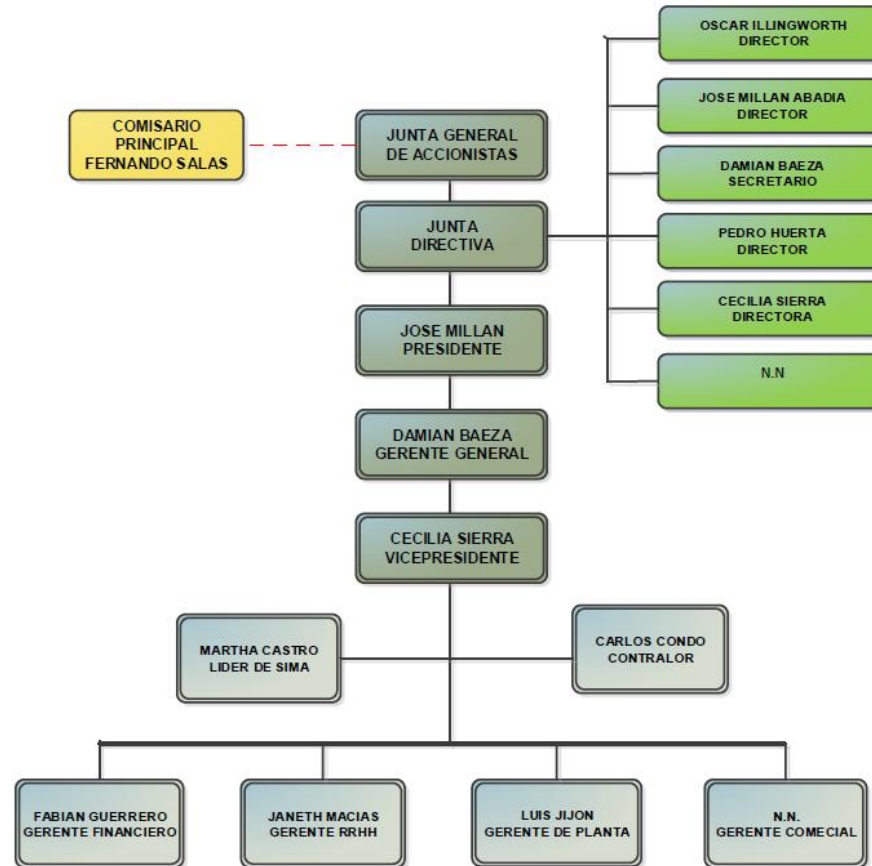 OSCAR ILLINGWORTH
DIRECTOR
JOSE MILLAN ABADIA
DIRECTOR
COMISARIO
PRINCIPAL
FERNANDO SALAS
JUNTA GENERAL
DE ACCIONISTAS
DAMIAN BAEZA
SECRETARIO
JUNTA
DIRECTIVA
PEDRO HUERTA
DIRECTOR
CECILIA SIERRA
DIRECTORA
JOSE MILLAN
PRESIDENTE
N.N
DAMIAN BAEZA
GERENTE GENERAL
CECILIA SIERRA
VICEPRESIDENTE
MARTHA CASTRO
LIDER DE SIMA
CARLOS CONDO
CONTRALOR
FABIAN GUERRERO
GERENTE FINANCIERO
JANETH MACIAS
GERENTE RRHH
LUIS JIJON
GERENTE DE PLANTA
N.N.
GERENTE COMECIAL